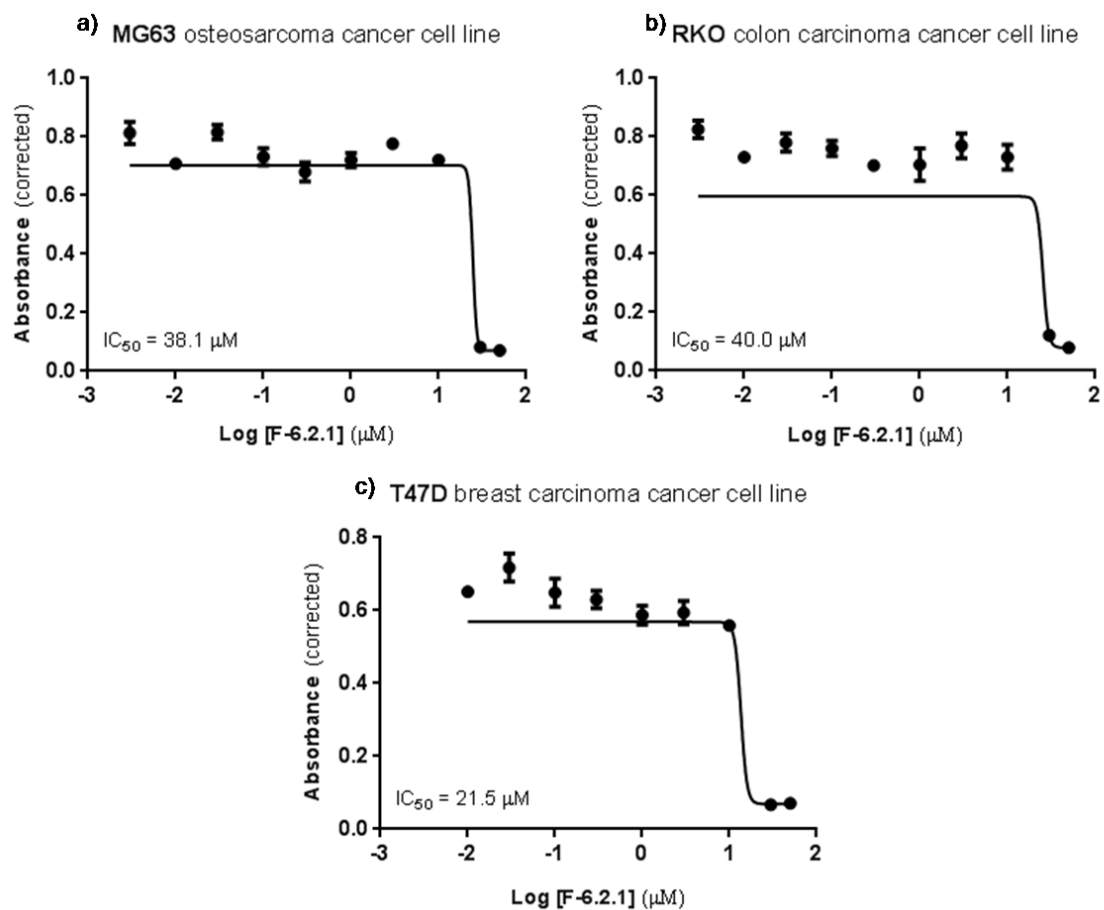 a) MG63 osteosarcoma cancer cell line
Absorbance (corrected)
1.0
0.8
0.6
0.4
0.2
0.0
IC50 = 38.1 μM
-3 -2 -1 0 1 2
Log [F-6.2.1] (μM)
b) RKO colon carcinoma cancer cell line
Absorbance (corrected)
1.0
0.8
0.6
0.4
0.2
0.0
IC50 = 40.0 μM
-3 -2 -1 0 1 2
Log [F-6.2.1] (μM)
c) T47D breast carcinoma cancer cell line
Absorbance (corrected)
0.8
0.6
0.4
0.2
0.0
IC50 = 21.5 μM
-3 -2 -1 0 1 2
Log [F-6.2.1] (μM)